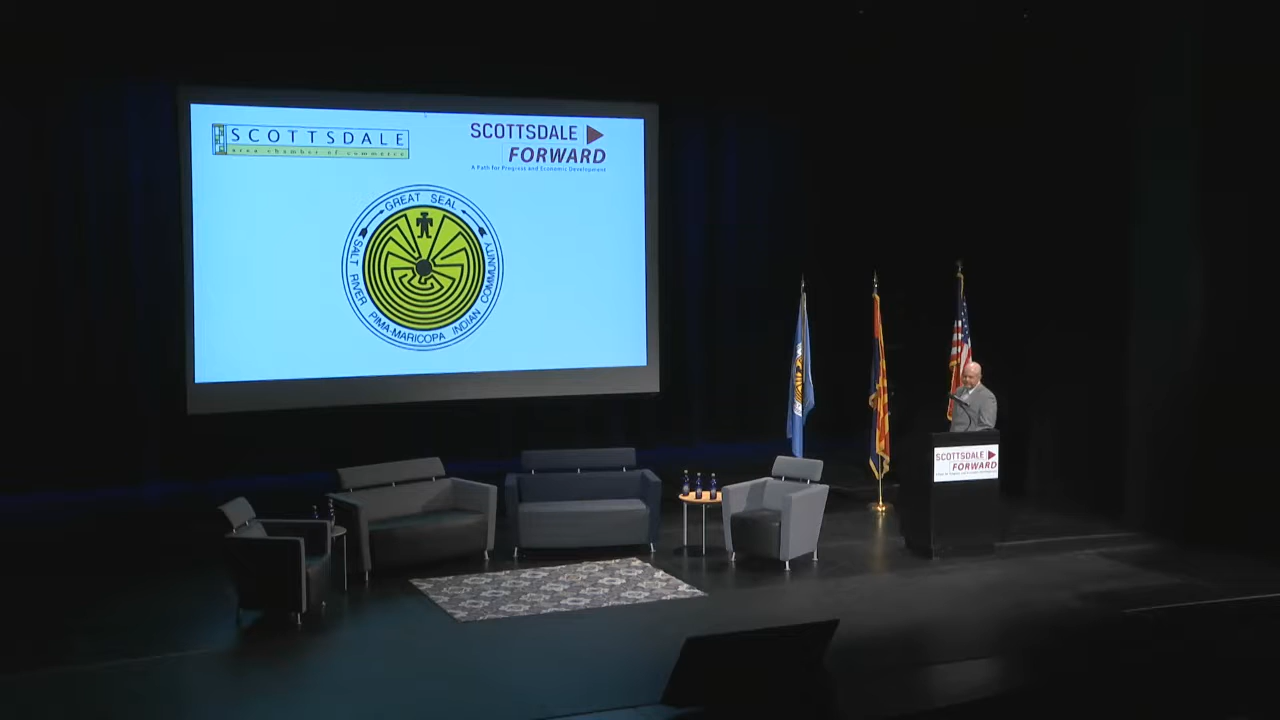 SCOTTSDALE
area chamber of commerce
SCOTTSDALE
FORWARD
A Path for Progress and Economic Development
GREAT SEAL
SALT RIVER PIMA-MARICOPA INDIAN COMMUNITY
SCOTTSDALE
FORWARD